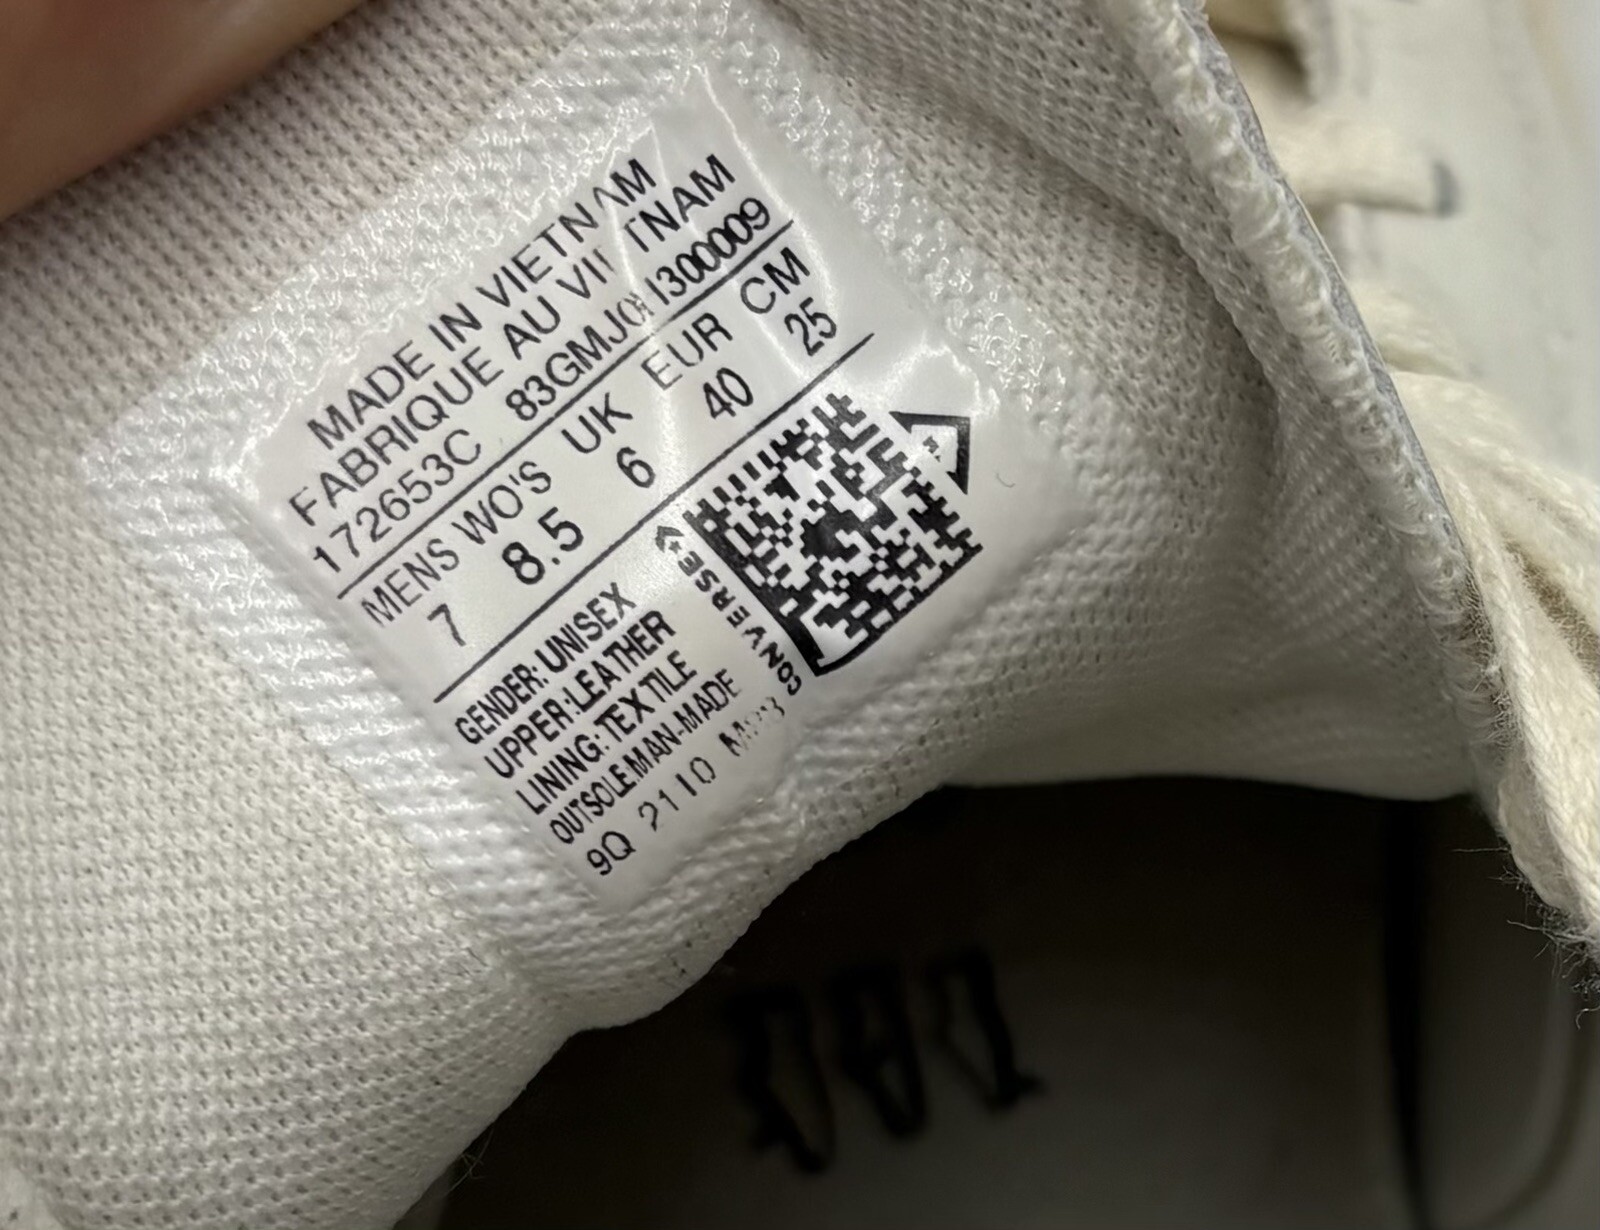 MADE IN VIETNAM
FABRIQUE AU VIETNAM
172653C
MENS WO'S UK EUR CM
7 8.5 6 40 25
GENDER: UNISEX
UPPER:LEATHER
LINING: TEXTILE
OUTSOLE:MAN-MADE
9Q 2110
CONVERSE